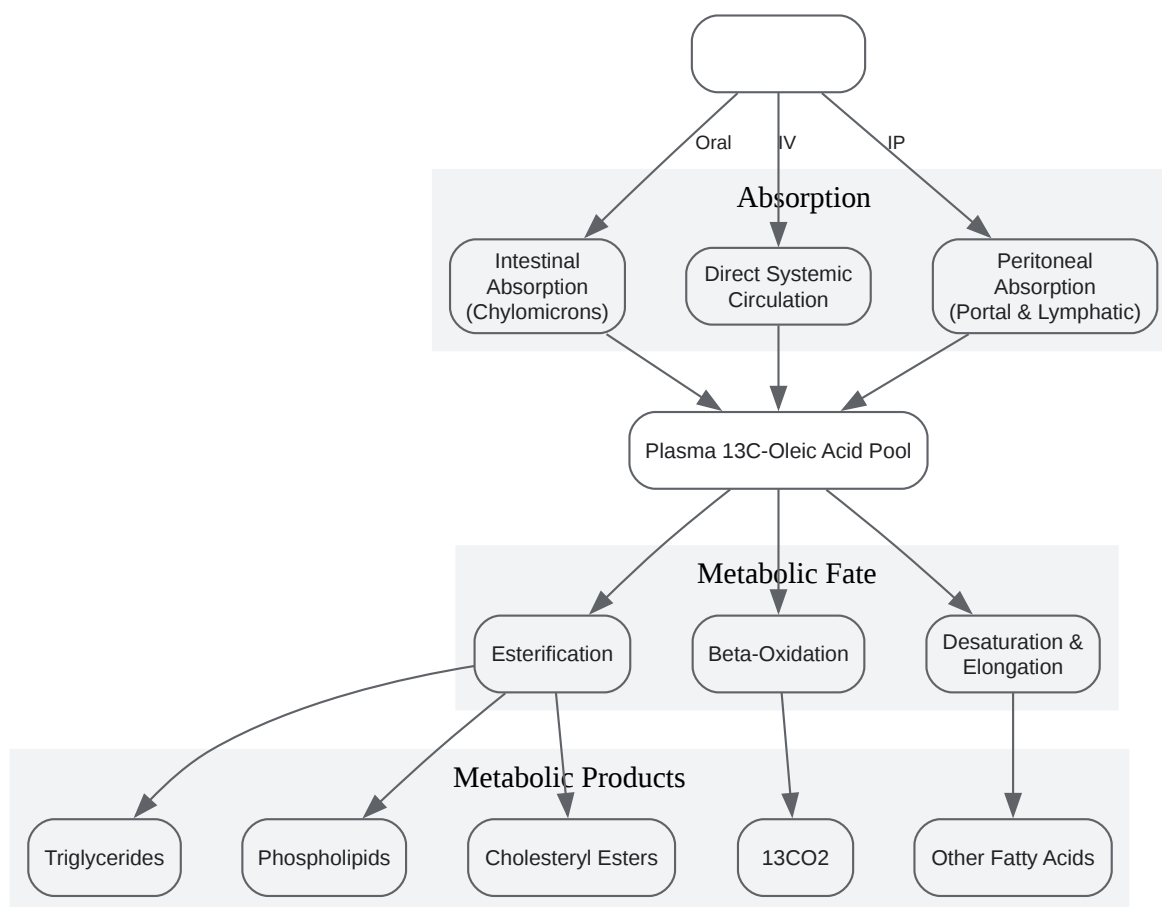 Oral
IV
IP
Absorption
Intestinal
Absorption
(Chylomicrons)
Direct Systemic
Circulation
Peritoneal
Absorption
(Portal & Lymphatic)
Plasma 13C-Oleic Acid Pool
Metabolic Fate
Esterification
Beta-Oxidation
Desaturation &
Elongation
Metabolic Products
Triglycerides
Phospholipids
Cholesteryl Esters
13CO2
Other Fatty Acids